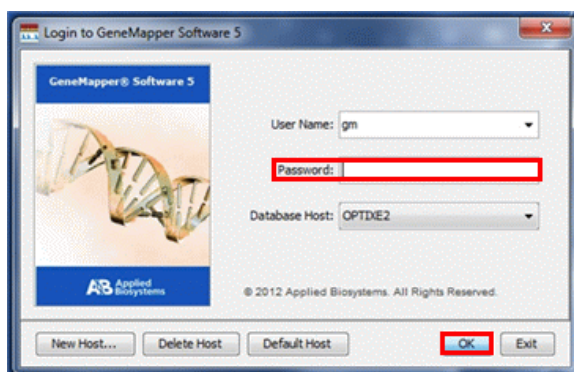 Login to GeneMapper Software 5
GeneMapper® Software 5
User Name: gm
Password:
Database Host: OPTIXE2
AB Applied Biosystems
© 2012 Applied Biosystems. All Rights Reserved.
New Host... Delete Host Default Host OK Exit